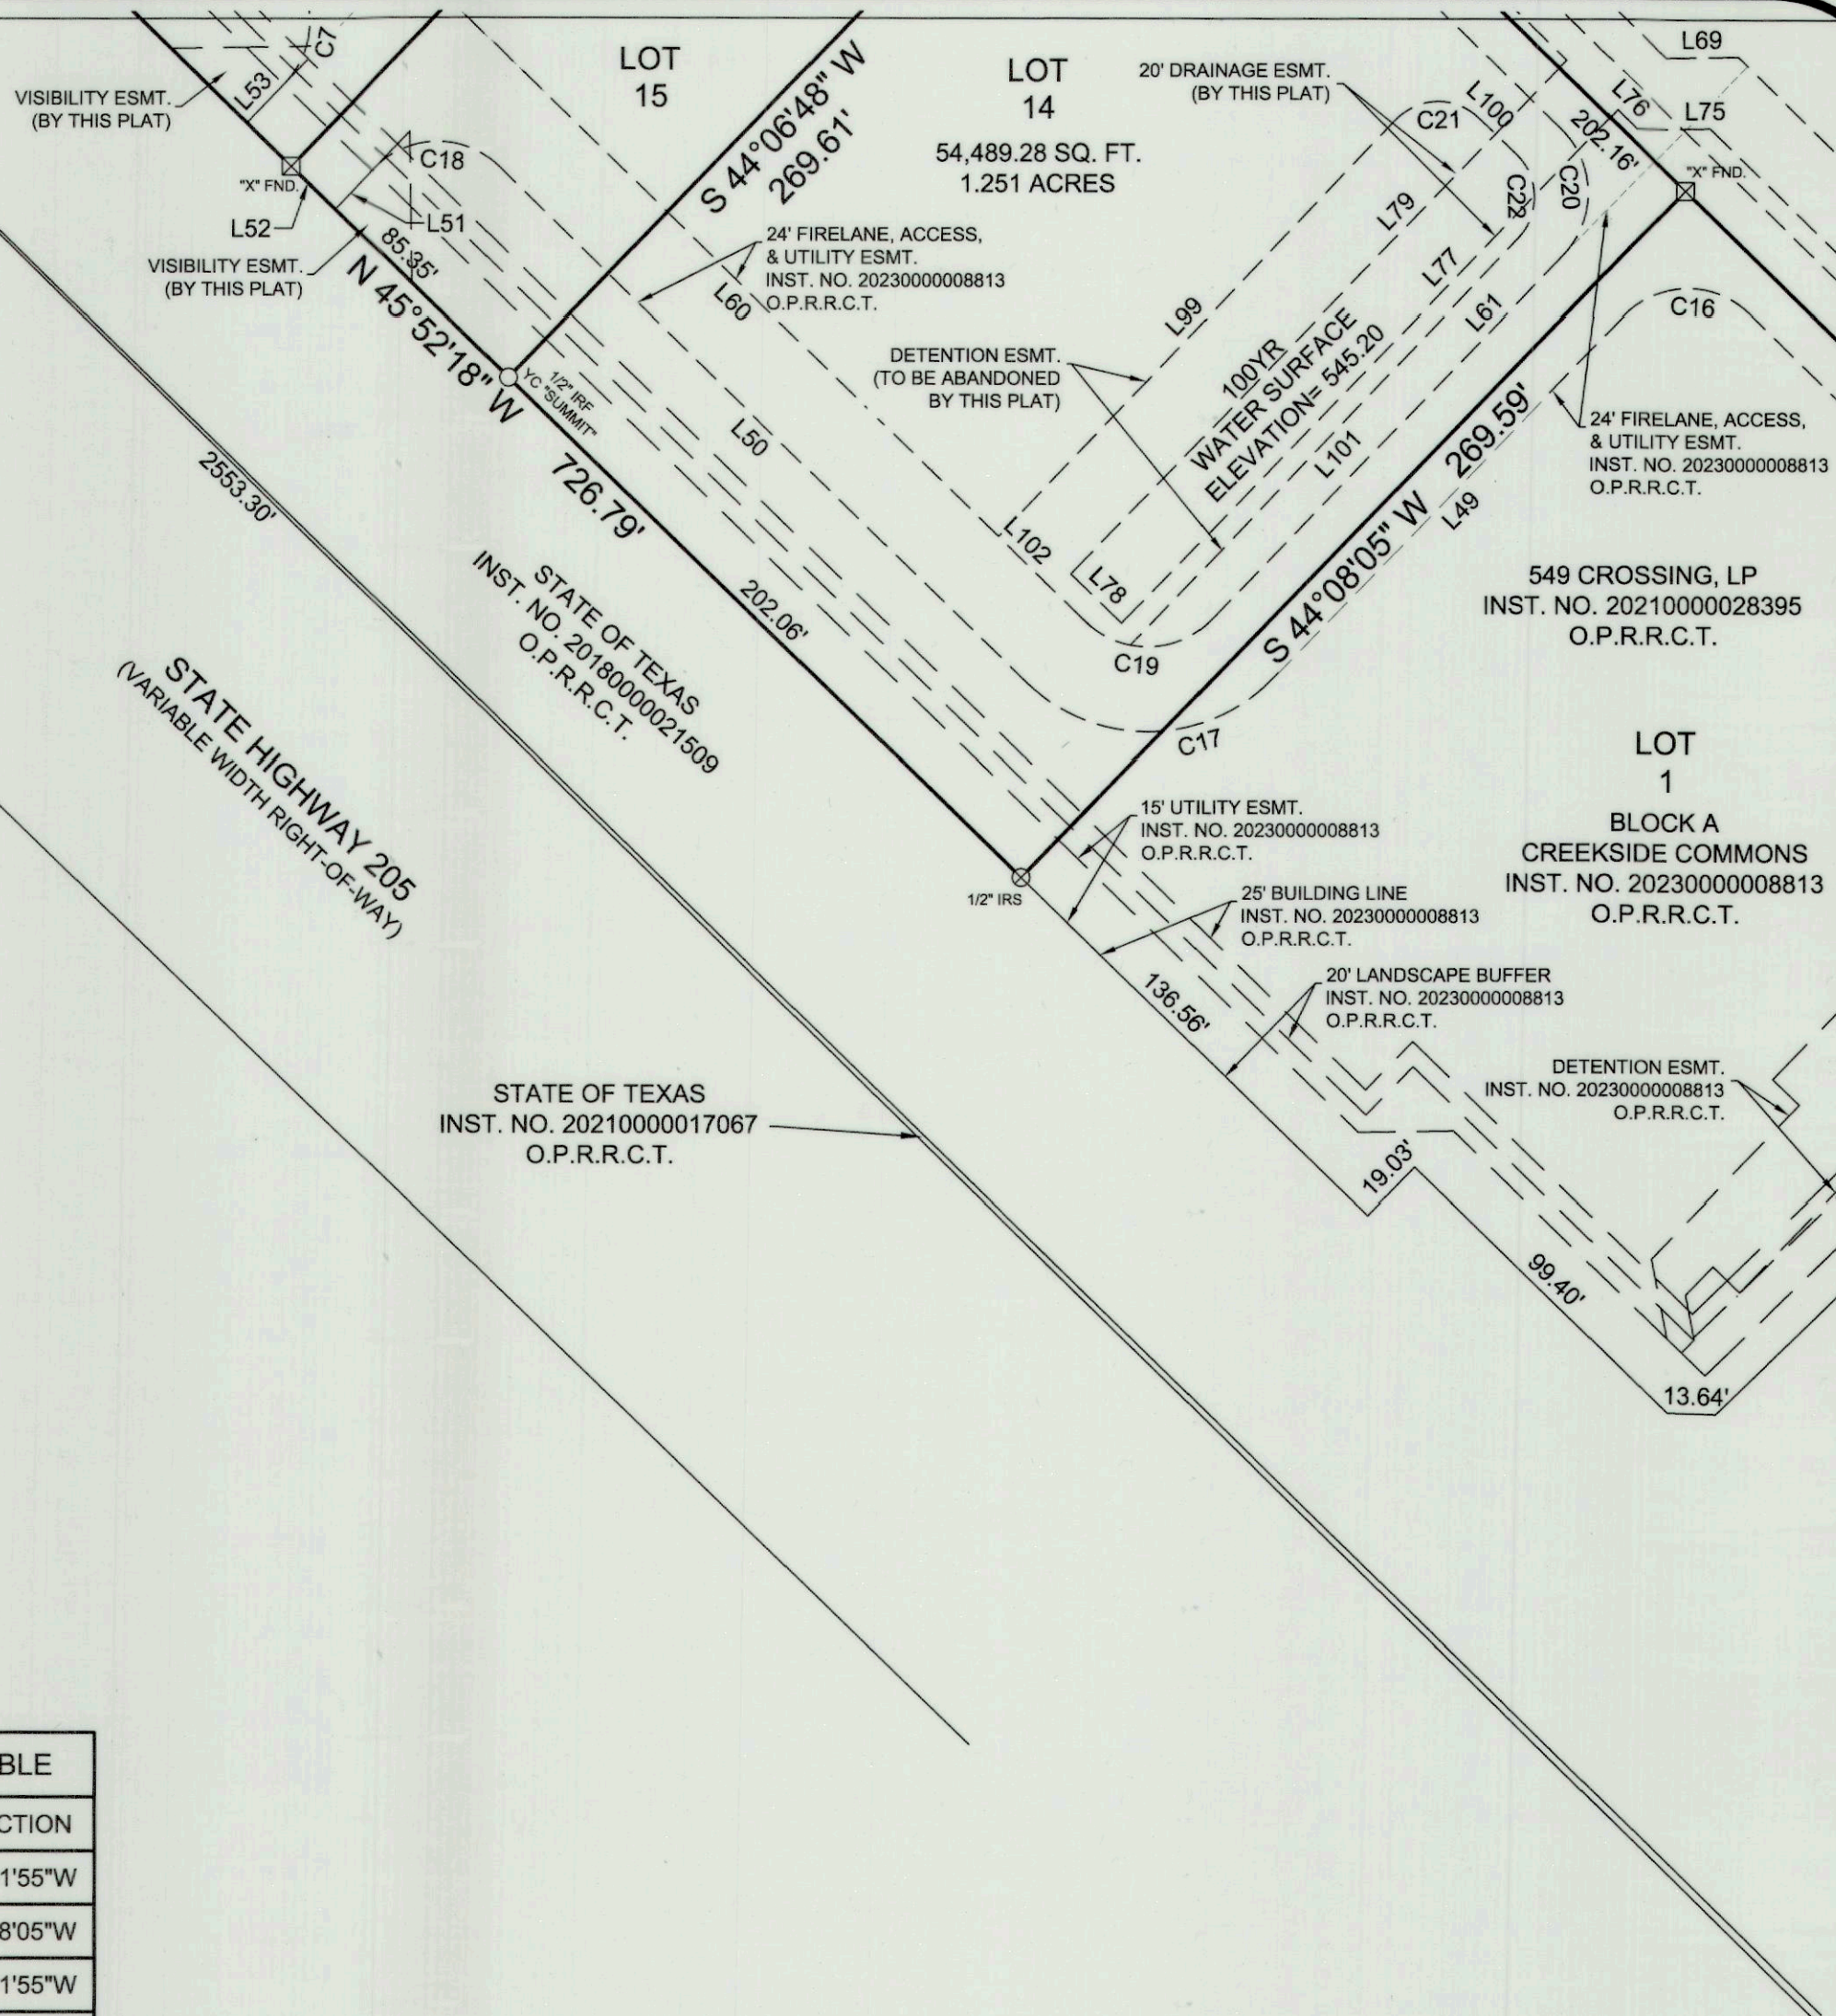 L69
C7
LOT
15
S 44°06'48" W
269.61'
LOT
14
54,489.28 SQ. FT.
1.251 ACRES
20' DRAINAGE ESMT.
(BY THIS PLAT)
C21
L100
L76
L75
202.16'
"X" FND.
VISIBILITY ESMT.
(BY THIS PLAT)
L53
C18
"X" FND.
L52
L51
85.35'
VISIBILITY ESMT.
(BY THIS PLAT)
N 45°52'18" W
726.79'
24' FIRELANE, ACCESS,
& UTILITY ESMT.
INST. NO. 20230000008813
O.P.R.R.C.T.
L60
L79
C22
C20
L77
L61
L99
C16
DETENTION ESMT.
(TO BE ABANDONED
BY THIS PLAT)
100YR
WATER SURFACE
ELEVATION= 545.20
L101
1/2" IRF
YC "SUMMIT"
L50
S 44°08'05" W 269.59'
L49
24' FIRELANE, ACCESS,
& UTILITY ESMT.
INST. NO. 20230000008813
O.P.R.R.C.T.
2553.30'
L102
L78
C19
C17
202.06'
STATE OF TEXAS
INST. NO. 20180000021509
O.P.R.R.C.T.
549 CROSSING, LP
INST. NO. 20210000028395
O.P.R.R.C.T.
STATE HIGHWAY 205
(VARIABLE WIDTH RIGHT-OF-WAY)
LOT
1
BLOCK A
CREEKSIDE COMMONS
INST. NO. 20230000008813
O.P.R.R.C.T.
15' UTILITY ESMT.
INST. NO. 20230000008813
O.P.R.R.C.T.
1/2" IRS
25' BUILDING LINE
INST. NO. 20230000008813
O.P.R.R.C.T.
20' LANDSCAPE BUFFER
INST. NO. 20230000008813
O.P.R.R.C.T.
136.56'
DETENTION ESMT.
INST. NO. 20230000008813
O.P.R.R.C.T.
STATE OF TEXAS
INST. NO. 20210000017067
O.P.R.R.C.T.
19.03'
99.40'
13.64'
BLE
CTION
1'55"W
8'05"W
1'55"W